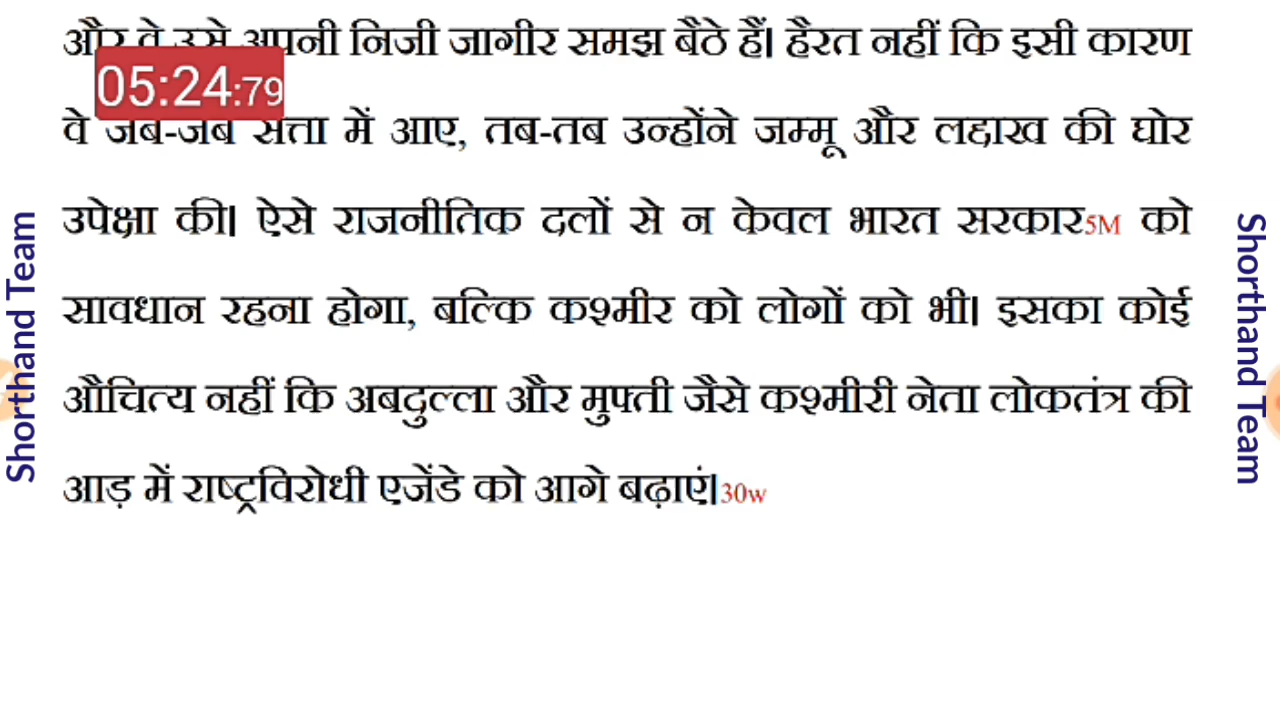 और वे उसे अपनी निजी जागीर समझ बैठे हैं। हैरत नहीं कि इसी कारण
05:24:79
वे जब-जब सत्ता में आए, तब-तब उन्होंने जम्मू और लद्दाख की घोर
उपेक्षा की। ऐसे राजनीतिक दलों से न केवल भारत सरकार5M को
सावधान रहना होगा, बल्कि कश्मीर को लोगों को भी। इसका कोई
औचित्य नहीं कि अबदुल्ला और मुफ्ती जैसे कश्मीरी नेता लोकतंत्र की
आड़ में राष्ट्रविरोधी एजेंडे को आगे बढ़ाएं।30w
Shorthand Team
Shorthand Team